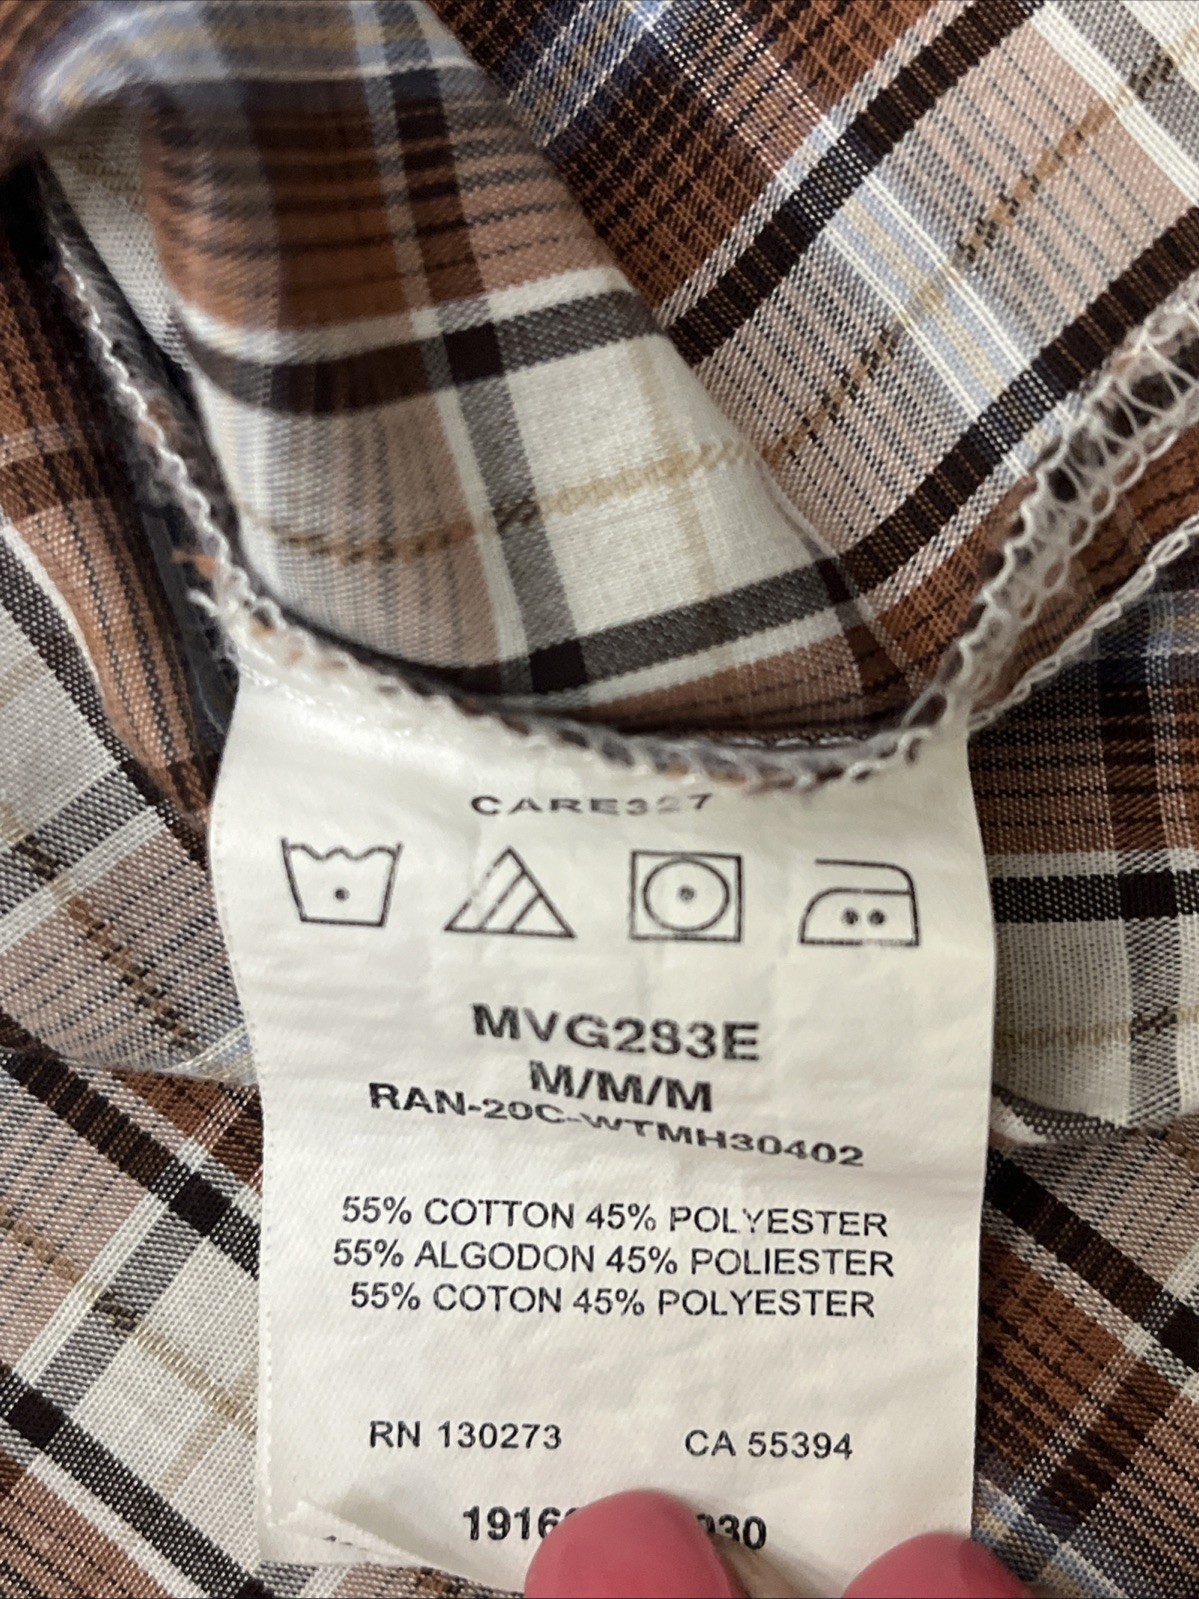 CARE327
MVG283E
M/M/M
RAN-20C-WTMH30402
55% COTTON 45% POLYESTER
55% ALGODON 45% POLIESTER
55% COTON 45% POLYESTER
RN 130273 CA 55394